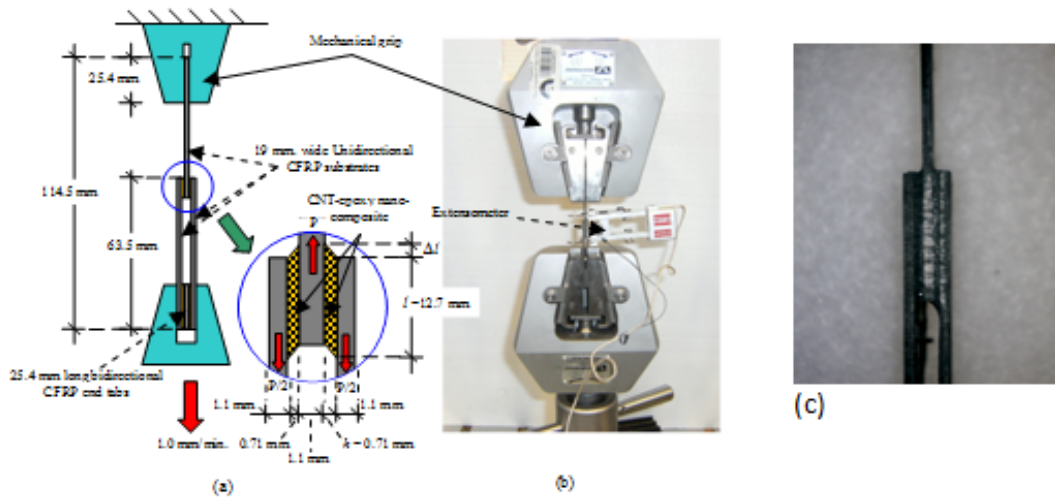 Mechanical grip
25.4 mm.
19 mm. wide Unidirectional
CFRP substrates
114.5 mm.
63.5 mm.
CNT-epoxy nano-
composite
P
Δl
l ~12.7 mm.
Extensometer
25.4 mm long bidirectional
CFRP end tabs
P/2
P/2
1.1 mm.
1.1 mm.
0.71 mm.
h ~ 0.71 mm.
1.1 mm.
1.0 mm/min.
(a)
(b)
(c)